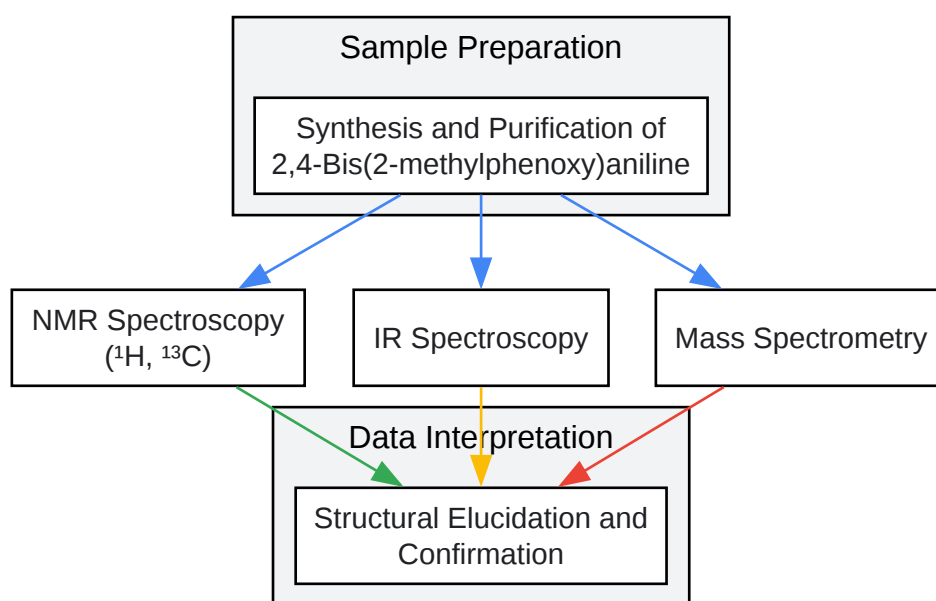 Sample Preparation
Synthesis and Purification of
2,4-Bis(2-methylphenoxy)aniline
NMR Spectroscopy
(¹H, ¹³C)
IR Spectroscopy
Mass Spectrometry
Data Interpretation
Structural Elucidation and
Confirmation